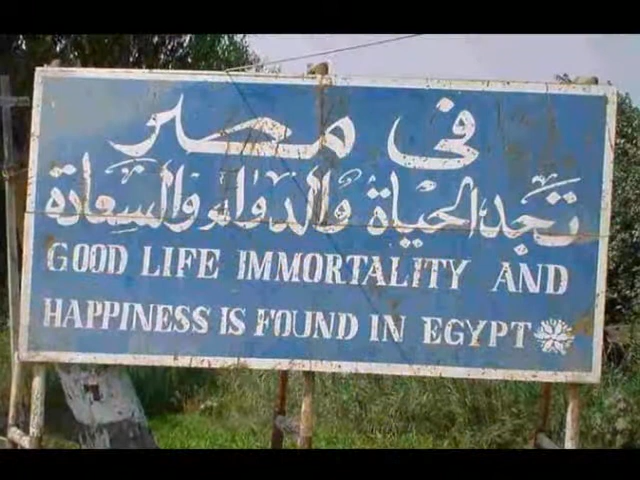 في مصر
تجد الحياة والدوام والسعادة
GOOD LIFE IMMORTALITY AND
HAPPINESS IS FOUND IN EGYPT